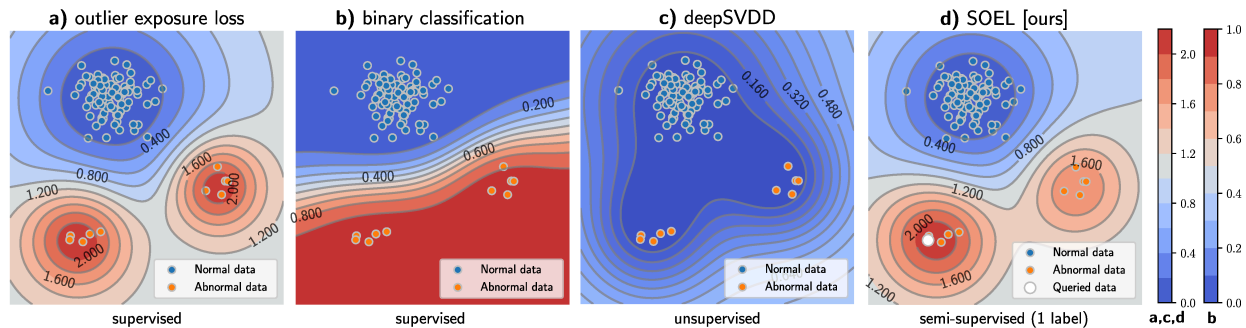 a) outlier exposure loss
0.400
0.800
1.200
1.600
2.000
1.200
2.000
1.600
Normal data
Abnormal data
supervised
b) binary classification
0.200
0.600
0.400
0.800
Normal data
Abnormal data
supervised
c) deepSVDD
0.160
0.320
0.480
Normal data
Abnormal data
unsupervised
d) SOEL [ours]
0.400
0.800
1.600
1.200
2.000
1.600
1.200
Normal data
Abnormal data
Queried data
semi-supervised (1 label)
2.0
1.6
1.2
0.8
0.4
0.0
a,c,d
1.0
0.8
0.6
0.4
0.2
0.0
b